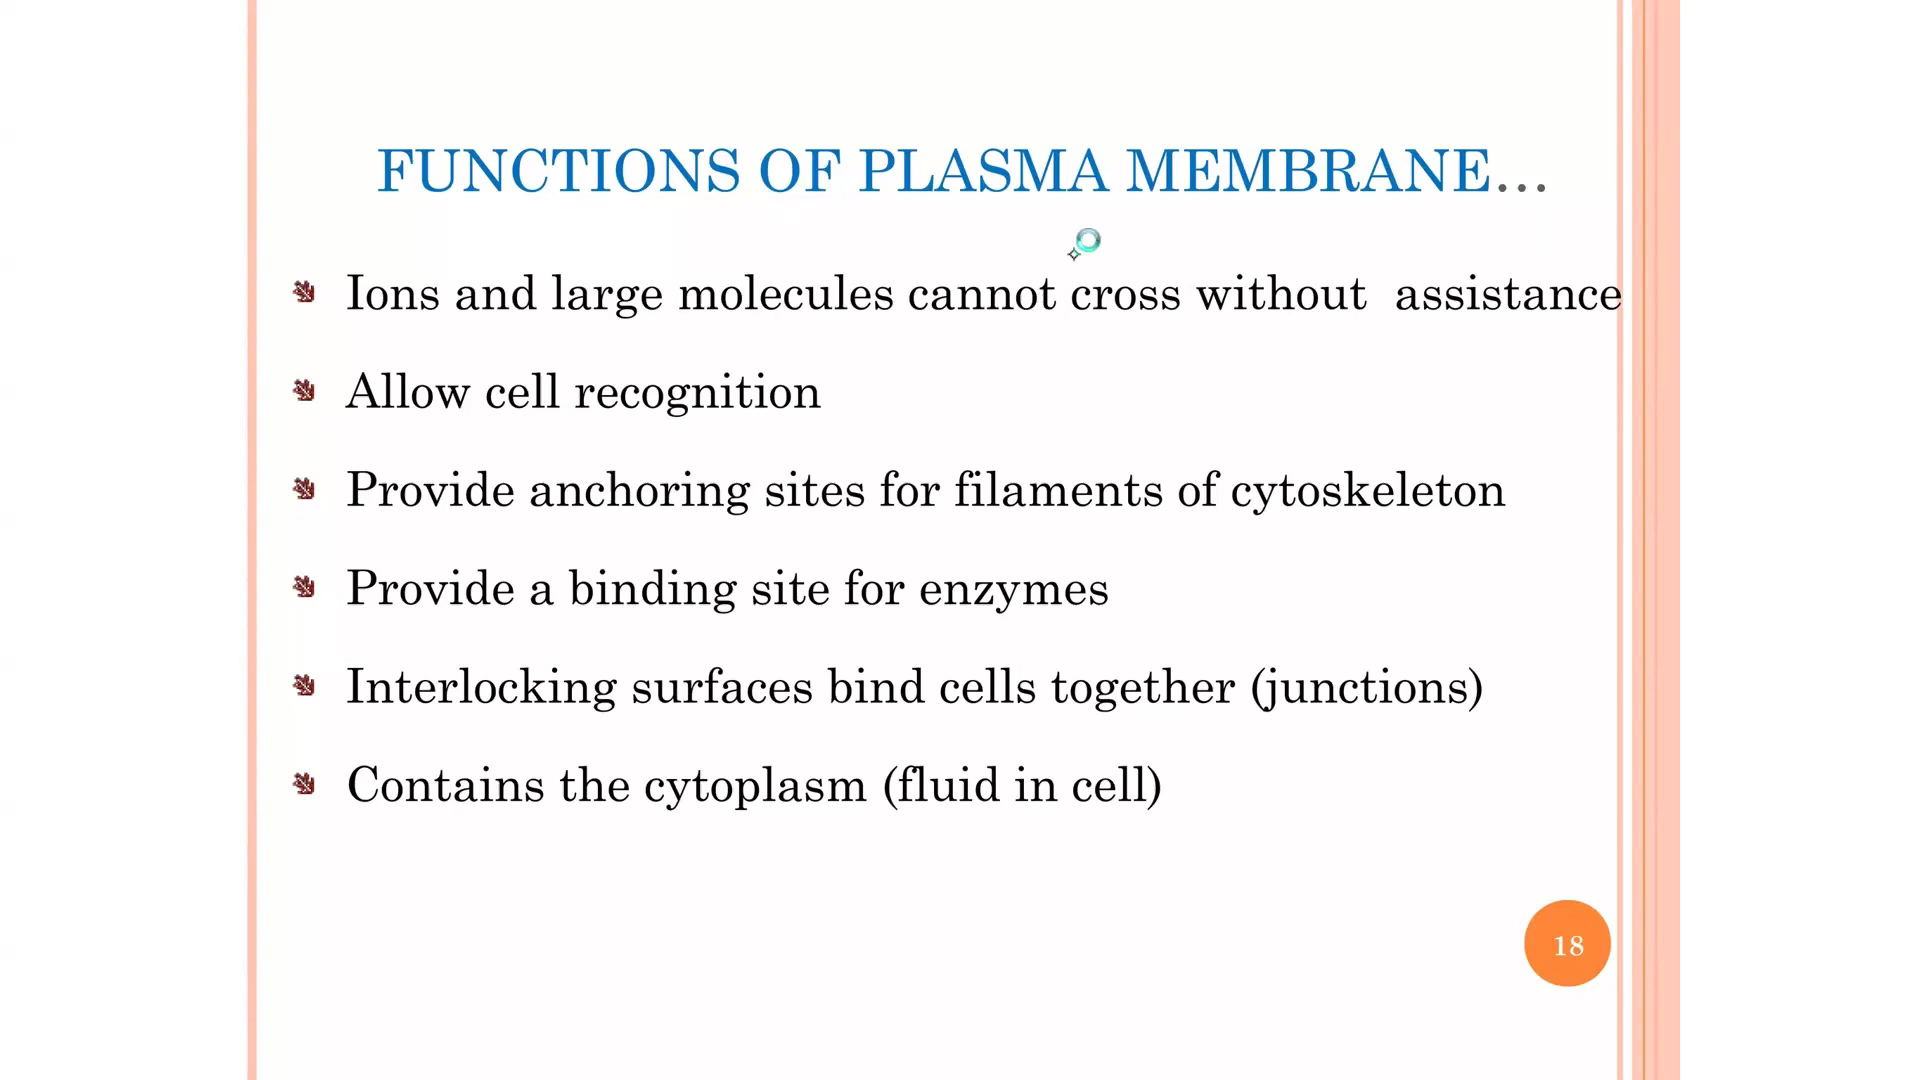 FUNCTIONS OF PLASMA MEMBRANE...
Ions and large molecules cannot cross without  assistance
Allow cell recognition
Provide anchoring sites for filaments of cytoskeleton
Provide a binding site for enzymes
Interlocking surfaces bind cells together (junctions)
Contains the cytoplasm (fluid in cell)
18